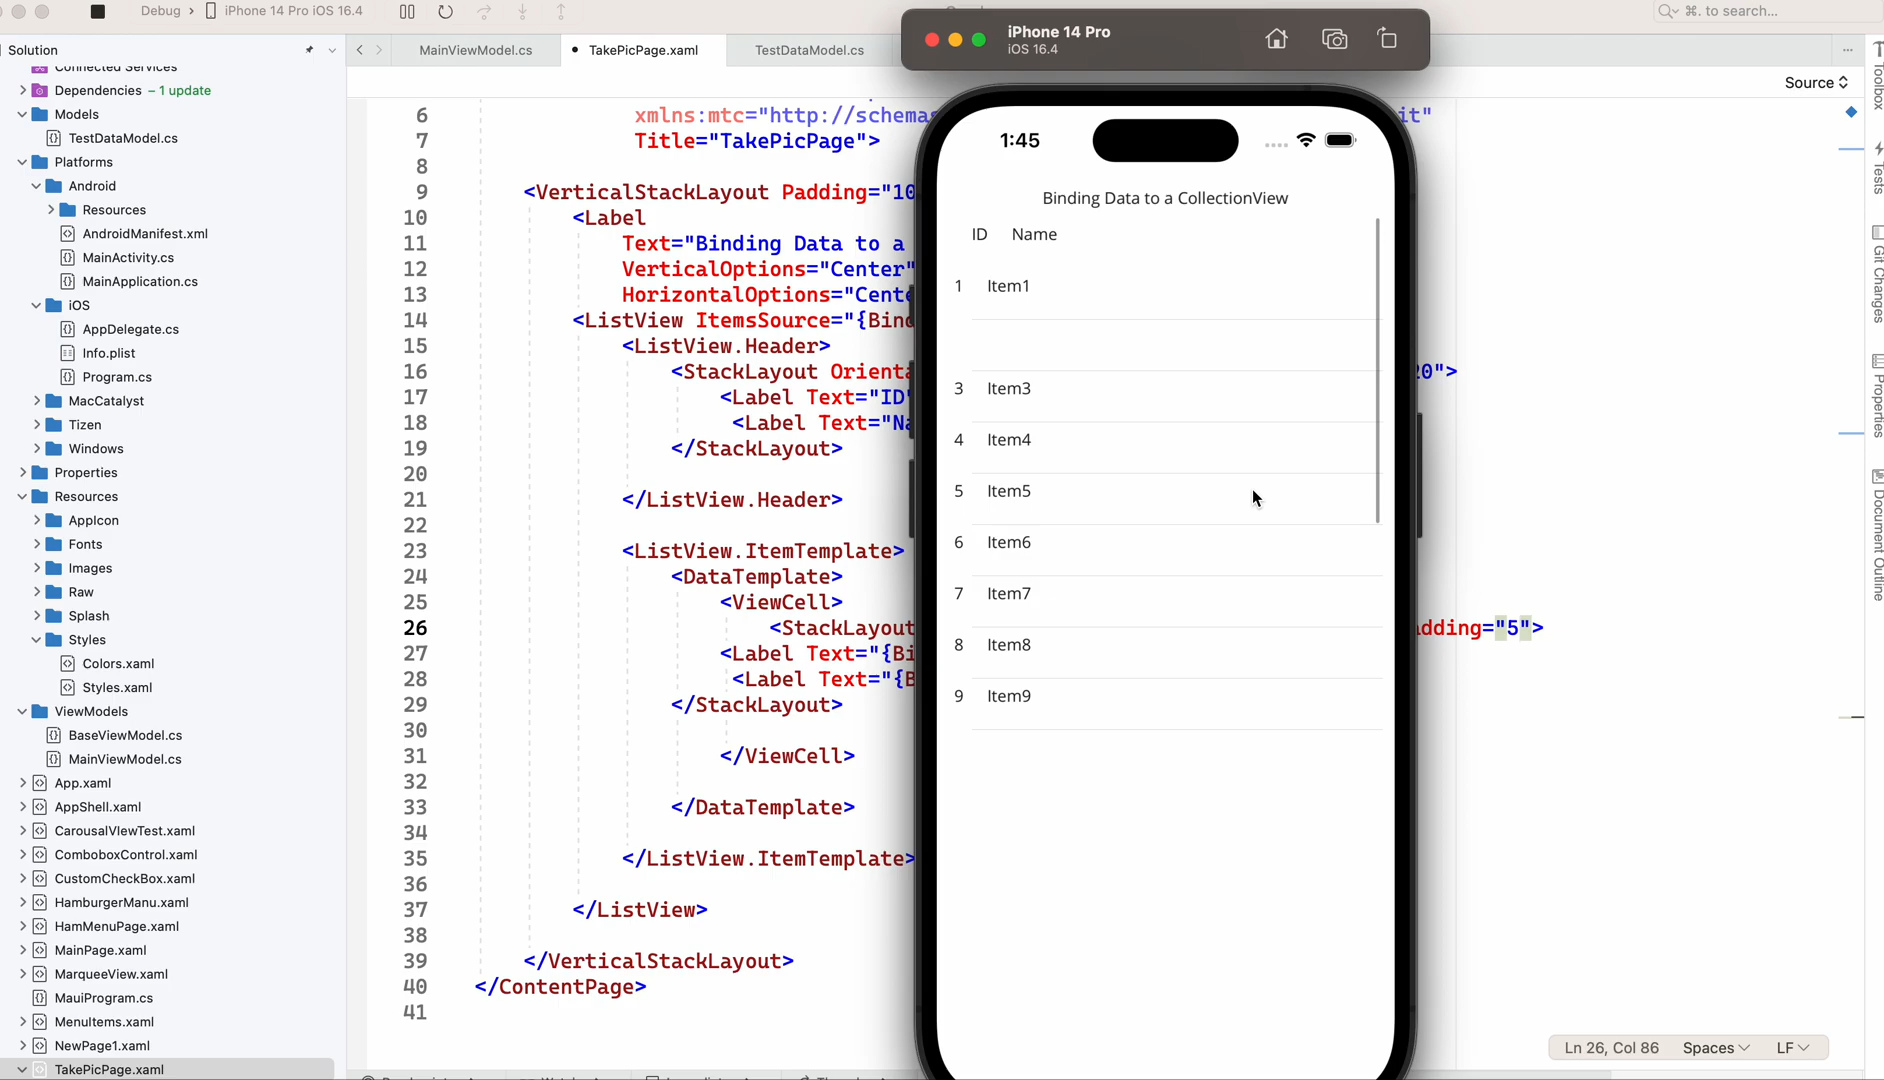 Debug
iPhone 14 Pro iOS 16.4
⌘. to search...
Solution
MainViewModel.cs
TakePicPage.xaml
TestDataModel.cs
iPhone 14 Pro
iOS 16.4
Source
Connected Services
Dependencies – 1 update
Models
TestDataModel.cs
Platforms
Android
Resources
AndroidManifest.xml
MainActivity.cs
MainApplication.cs
iOS
AppDelegate.cs
Info.plist
Program.cs
MacCatalyst
Tizen
Windows
Properties
Resources
AppIcon
Fonts
Images
Raw
Splash
Styles
Colors.xaml
Styles.xaml
ViewModels
BaseViewModel.cs
MainViewModel.cs
App.xaml
AppShell.xaml
CarousalVIewTest.xaml
ComboboxControl.xaml
CustomCheckBox.xaml
HamburgerManu.xaml
HamMenuPage.xaml
MainPage.xaml
MarqueeView.xaml
MauiProgram.cs
MenuItems.xaml
NewPage1.xaml
TakePicPage.xaml
6 xmlns:mtc="http://schemas it"
7 Title="TakePicPage">
8
9 <VerticalStackLayout Padding="10
10 <Label
11 Text="Binding Data to a
12 VerticalOptions="Center"
13 HorizontalOptions="Cente
14 <ListView ItemsSource="{Bind
15 <ListView.Header>
16 <StackLayout Orienta 20">
17 <Label Text="ID"
18 <Label Text="Na
19 </StackLayout>
20
21 </ListView.Header>
22
23 <ListView.ItemTemplate>
24 <DataTemplate>
25 <ViewCell>
26 <StackLayout adding="5">
27 <Label Text="{Bi
28 <Label Text="{B
29 </StackLayout>
30
31 </ViewCell>
32
33 </DataTemplate>
34
35 </ListView.ItemTemplate>
36
37 </ListView>
38
39 </VerticalStackLayout>
40 </ContentPage>
41
1:45
Binding Data to a CollectionView
ID Name
1 Item1
3 Item3
4 Item4
5 Item5
6 Item6
7 Item7
8 Item8
9 Item9
Toolbox
Tests
Git Changes
Properties
Document Outline
Ln 26, Col 86 Spaces LF